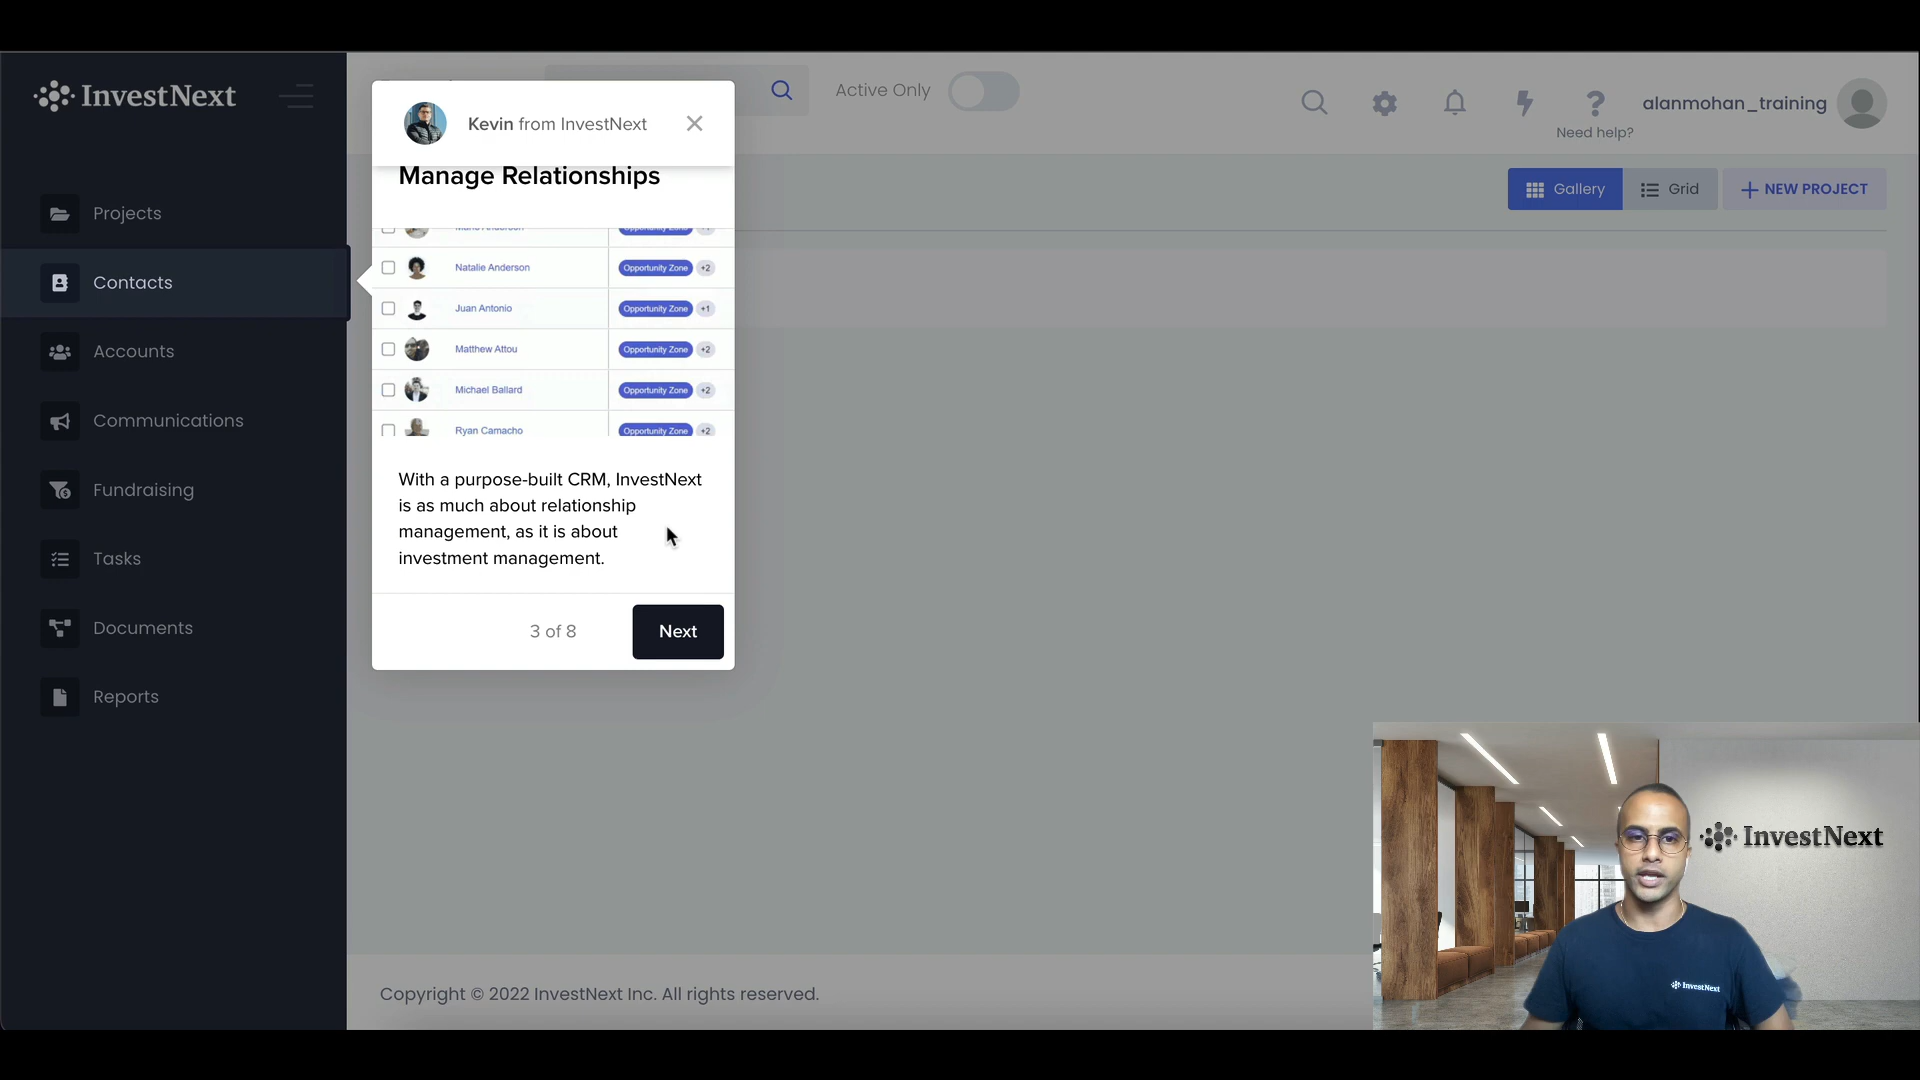 InvestNext
Projects
Contacts
Accounts
Communications
Fundraising
Tasks
Documents
Reports
Kevin from InvestNext
Manage Relationships
Opportunity Zone
Natalie Anderson Opportunity Zone +2
Juan Antonio Opportunity Zone +1
Matthew Attou Opportunity Zone +2
Michael Ballard Opportunity Zone +2
Ryan Camacho Opportunity Zone +2
With a purpose-built CRM, InvestNext
is as much about relationship
management, as it is about
investment management.
3 of 8
Next
Active Only
Need help?
alanmohan_training
Gallery
Grid
+ NEW PROJECT
Copyright © 2022 InvestNext Inc. All rights reserved.
InvestNext
InvestNext